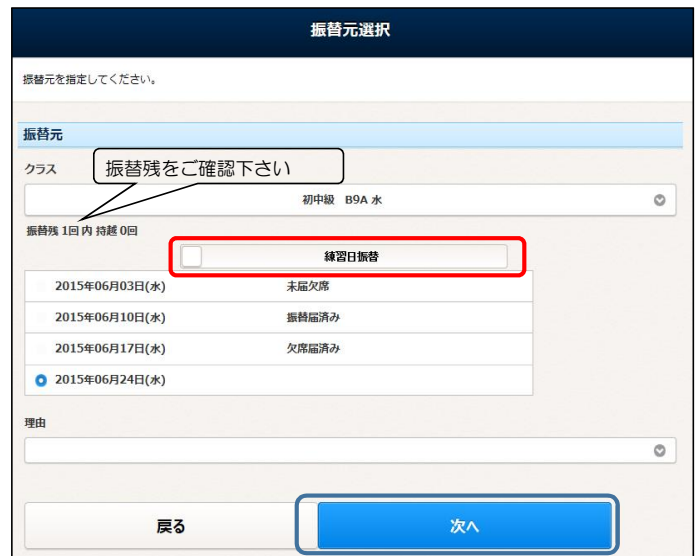 振替元選択
振替元を指定してください。
振替元
クラス
振替残をご確認下さい
初中級 B9A 水
振替残 1回 内 持越 0回
練習日振替
2015年06月03日(水) 未届欠席
2015年06月10日(水) 振替届済み
2015年06月17日(水) 欠席届済み
2015年06月24日(水)
理由
戻る 次へ